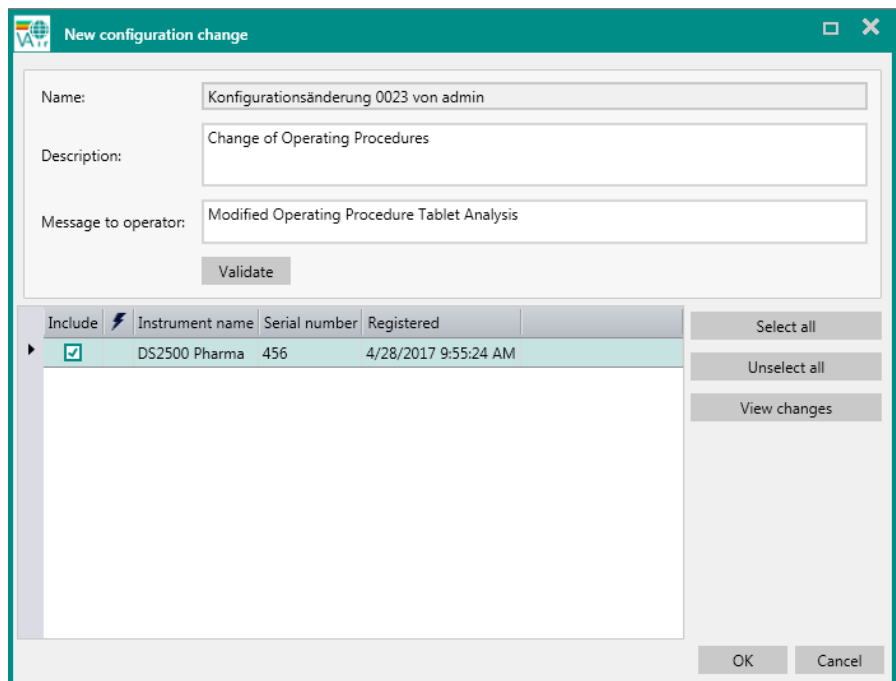 VA
New configuration change
Name:
Konfigurationsänderung 0023 von admin
Description:
Change of Operating Procedures
Message to operator:
Modified Operating Procedure Tablet Analysis
Validate
Include Instrument name Serial number Registered
DS2500 Pharma 456 4/28/2017 9:55:24 AM
Select all
Unselect all
View changes
OK Cancel